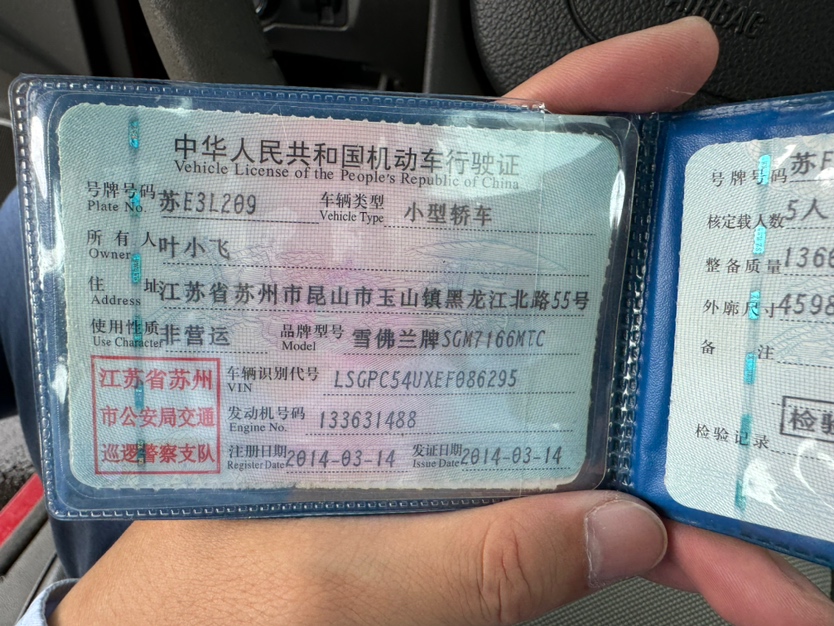 AIRBAG
中华人民共和国机动车行驶证
Vehicle License of the People's Republic of China
号牌号码 苏E3L209 车辆类型 小型轿车
Plate No. Vehicle Type
所有人 叶小飞
Owner
住址 江苏省苏州市昆山市玉山镇黑龙江北路55号
Address
使用性质 非营运 品牌型号 雪佛兰牌SGM7166MTC
Use Character Model
江苏省苏州
市公安局交通
巡逻警察支队
车辆识别代号 LSGPC54UXEF086295
VIN
发动机号码 133631488
Engine No.
注册日期 2014-03-14 发证日期 2014-03-14
Register Date Issue Date
号牌号码 苏E
核定载人数 5人
整备质量 136
外廓尺寸 459
备注
检验记录 检验